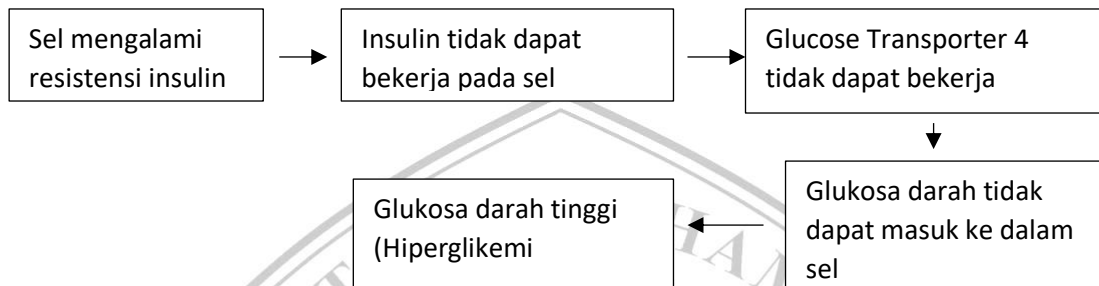 Sel mengalami
resistensi insulin
Insulin tidak dapat
bekerja pada sel
Glucose Transporter 4
tidak dapat bekerja
Glukosa darah tidak
dapat masuk ke dalam
sel
Glukosa darah tinggi
(Hiperglikemi